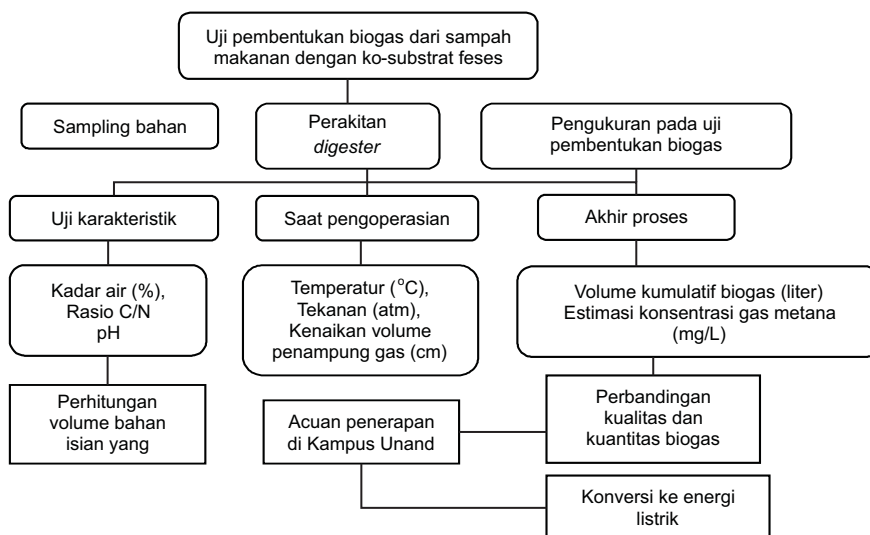 Uji pembentukan biogas dari sampah
makanan dengan ko-substrat feses
Sampling bahan
Perakitan
digester
Pengukuran pada uji
pembentukan biogas
Uji karakteristik
Saat pengoperasian
Akhir proses
Kadar air (%),
Rasio C/N
pH
Temperatur (°C),
Tekanan (atm),
Kenaikan volume
penampung gas (cm)
Volume kumulatif biogas (liter)
Estimasi konsentrasi gas metana
(mg/L)
Perhitungan
volume bahan
isian yang
Acuan penerapan
di Kampus Unand
Perbandingan
kualitas dan
kuantitas biogas
Konversi ke energi
listrik